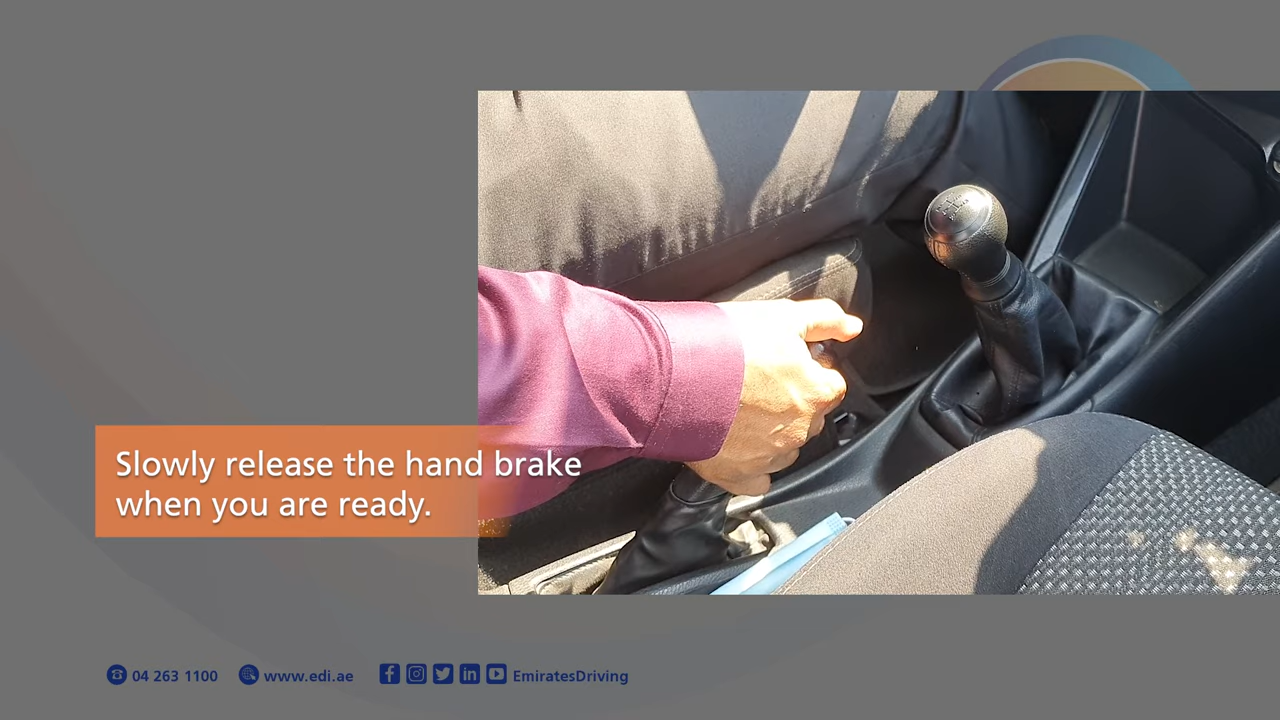 Slowly release the hand brake
when you are ready.
04 263 1100 www.edi.ae EmiratesDriving